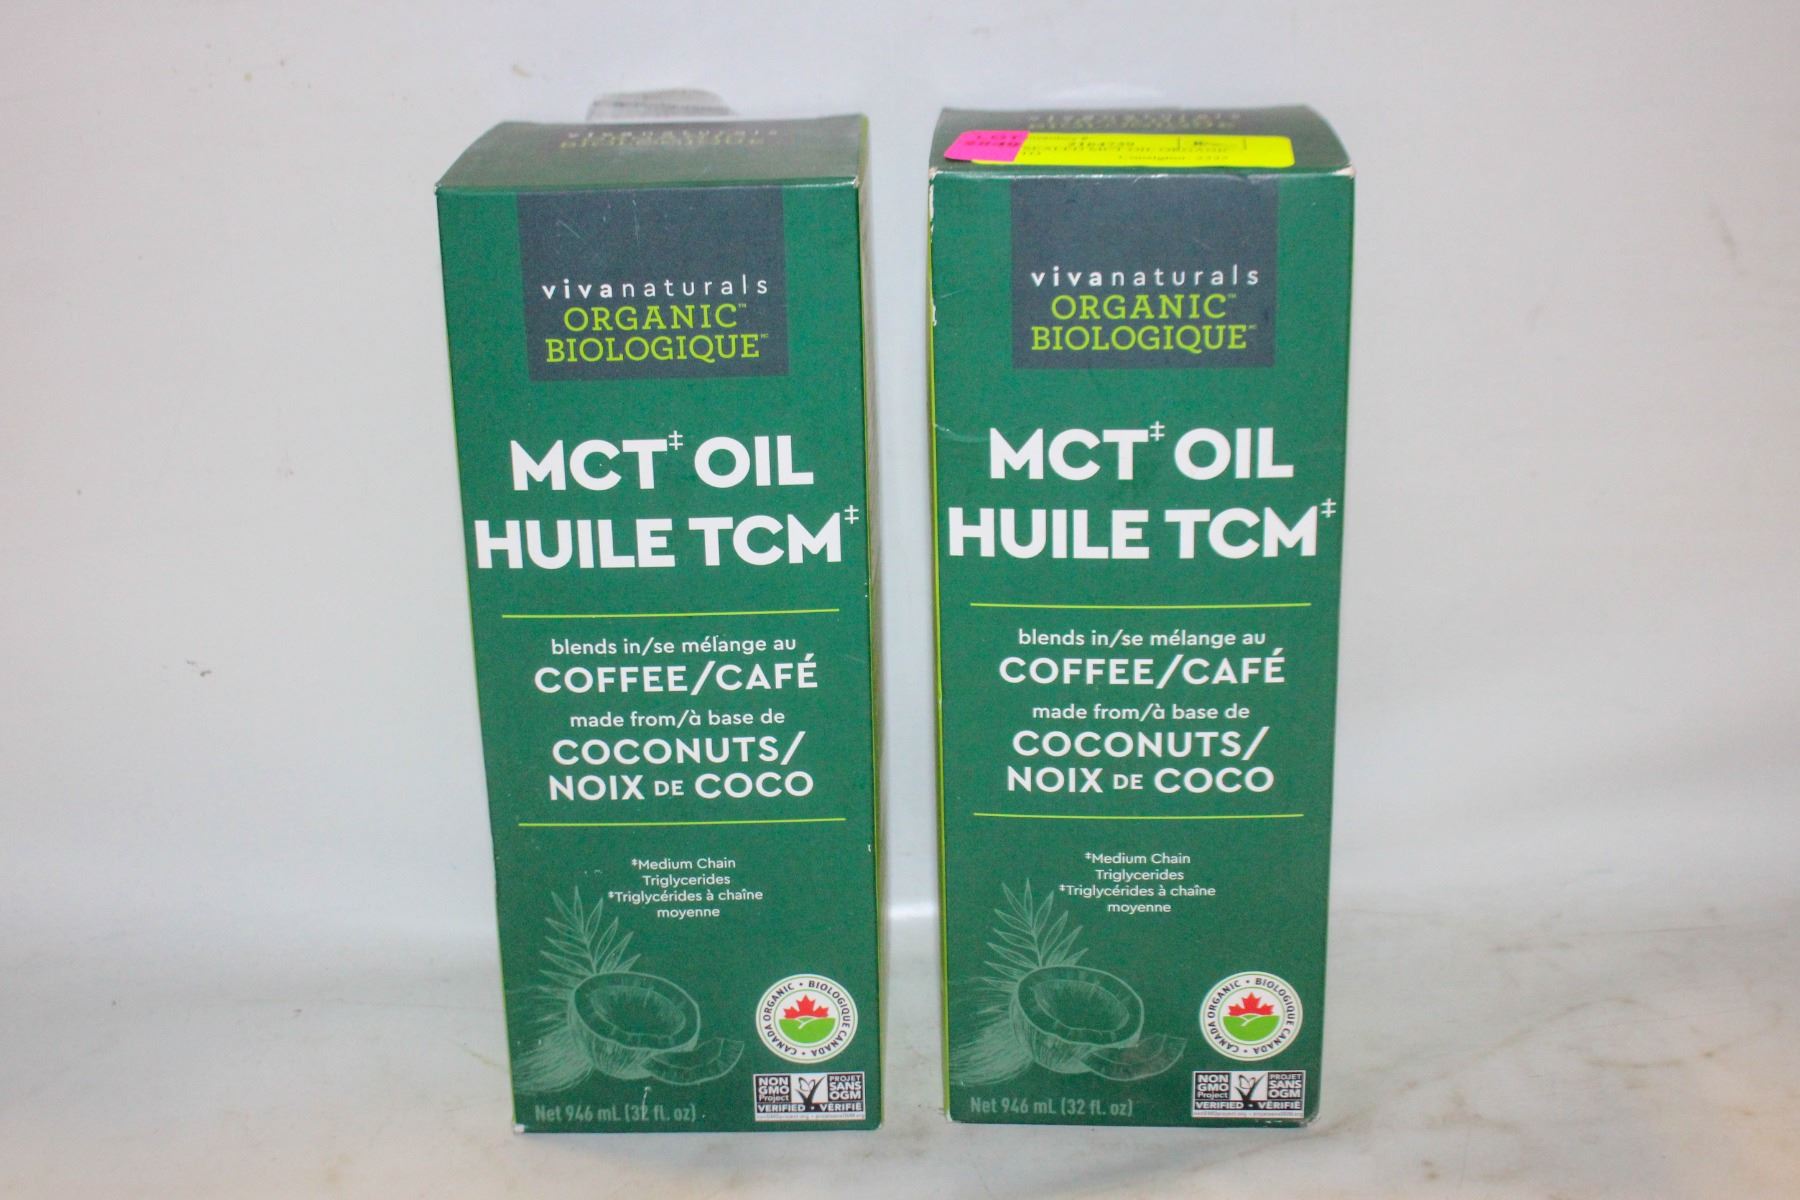 vivanaturals
ORGANIC™
BIOLOGIQUE
MCT‡ OIL
HUILE TCM‡
blends in/se mélange au
COFFEE/CAFÉ
made from/à base de
COCONUTS/
NOIX DE COCO
‡Medium Chain
Triglycerides
‡Triglycérides à chaîne
moyenne
CANADA ORGANIC • BIOLOGIQUE CANADA •
NON
GMO
Project
VERIFIED
PROJET
SANS
OGM
VÉRIFIÉ
Net 946 mL (32 fl. oz)
LOT
vivanaturals
ORGANIC™
BIOLOGIQUE
MCT‡ OIL
HUILE TCM‡
blends in/se mélange au
COFFEE/CAFÉ
made from/à base de
COCONUTS/
NOIX DE COCO
‡Medium Chain
Triglycerides
‡Triglycérides à chaîne
moyenne
CANADA ORGANIC • BIOLOGIQUE CANADA •
NON
GMO
Project
VERIFIED
PROJET
SANS
OGM
VÉRIFIÉ
Net 946 mL (32 fl. oz)